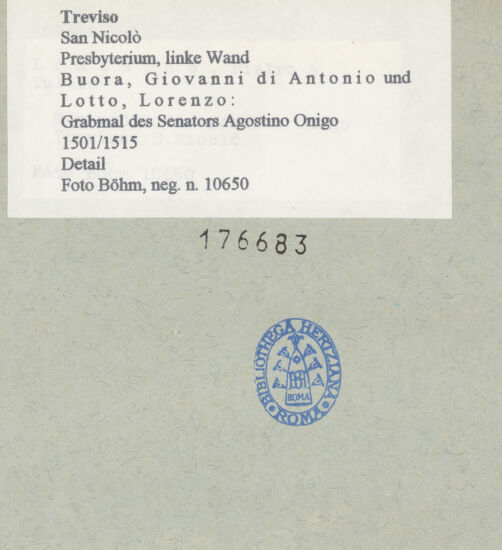 Treviso
San Nicolò
Presbyterium, linke Wand
Buora, Giovanni di Antonio und
Lotto, Lorenzo:
Grabmal des Senators Agostino Onigo
1501/1515
Detail
Foto Böhm, neg. n. 10650
176683
BIBLIOTHECA HERTZIANA
ROMA
ROMA